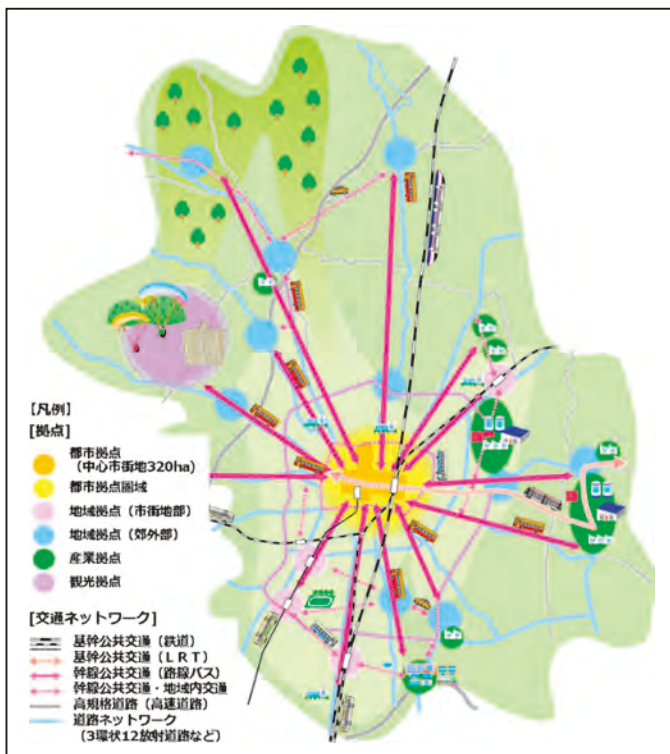 【凡例】
[拠点]
都市拠点
(中心市街地320ha)
都市拠点圏域
地域拠点（市街地部）
地域拠点（郊外部）
産業拠点
観光拠点
[交通ネットワーク]
基幹公共交通（鉄道）
基幹公共交通（ＬＲＴ）
幹線公共交通（路線バス）
幹線公共交通・地域内交通
高規格道路（高速道路）
道路ネットワーク
（3環状12放射道路など）